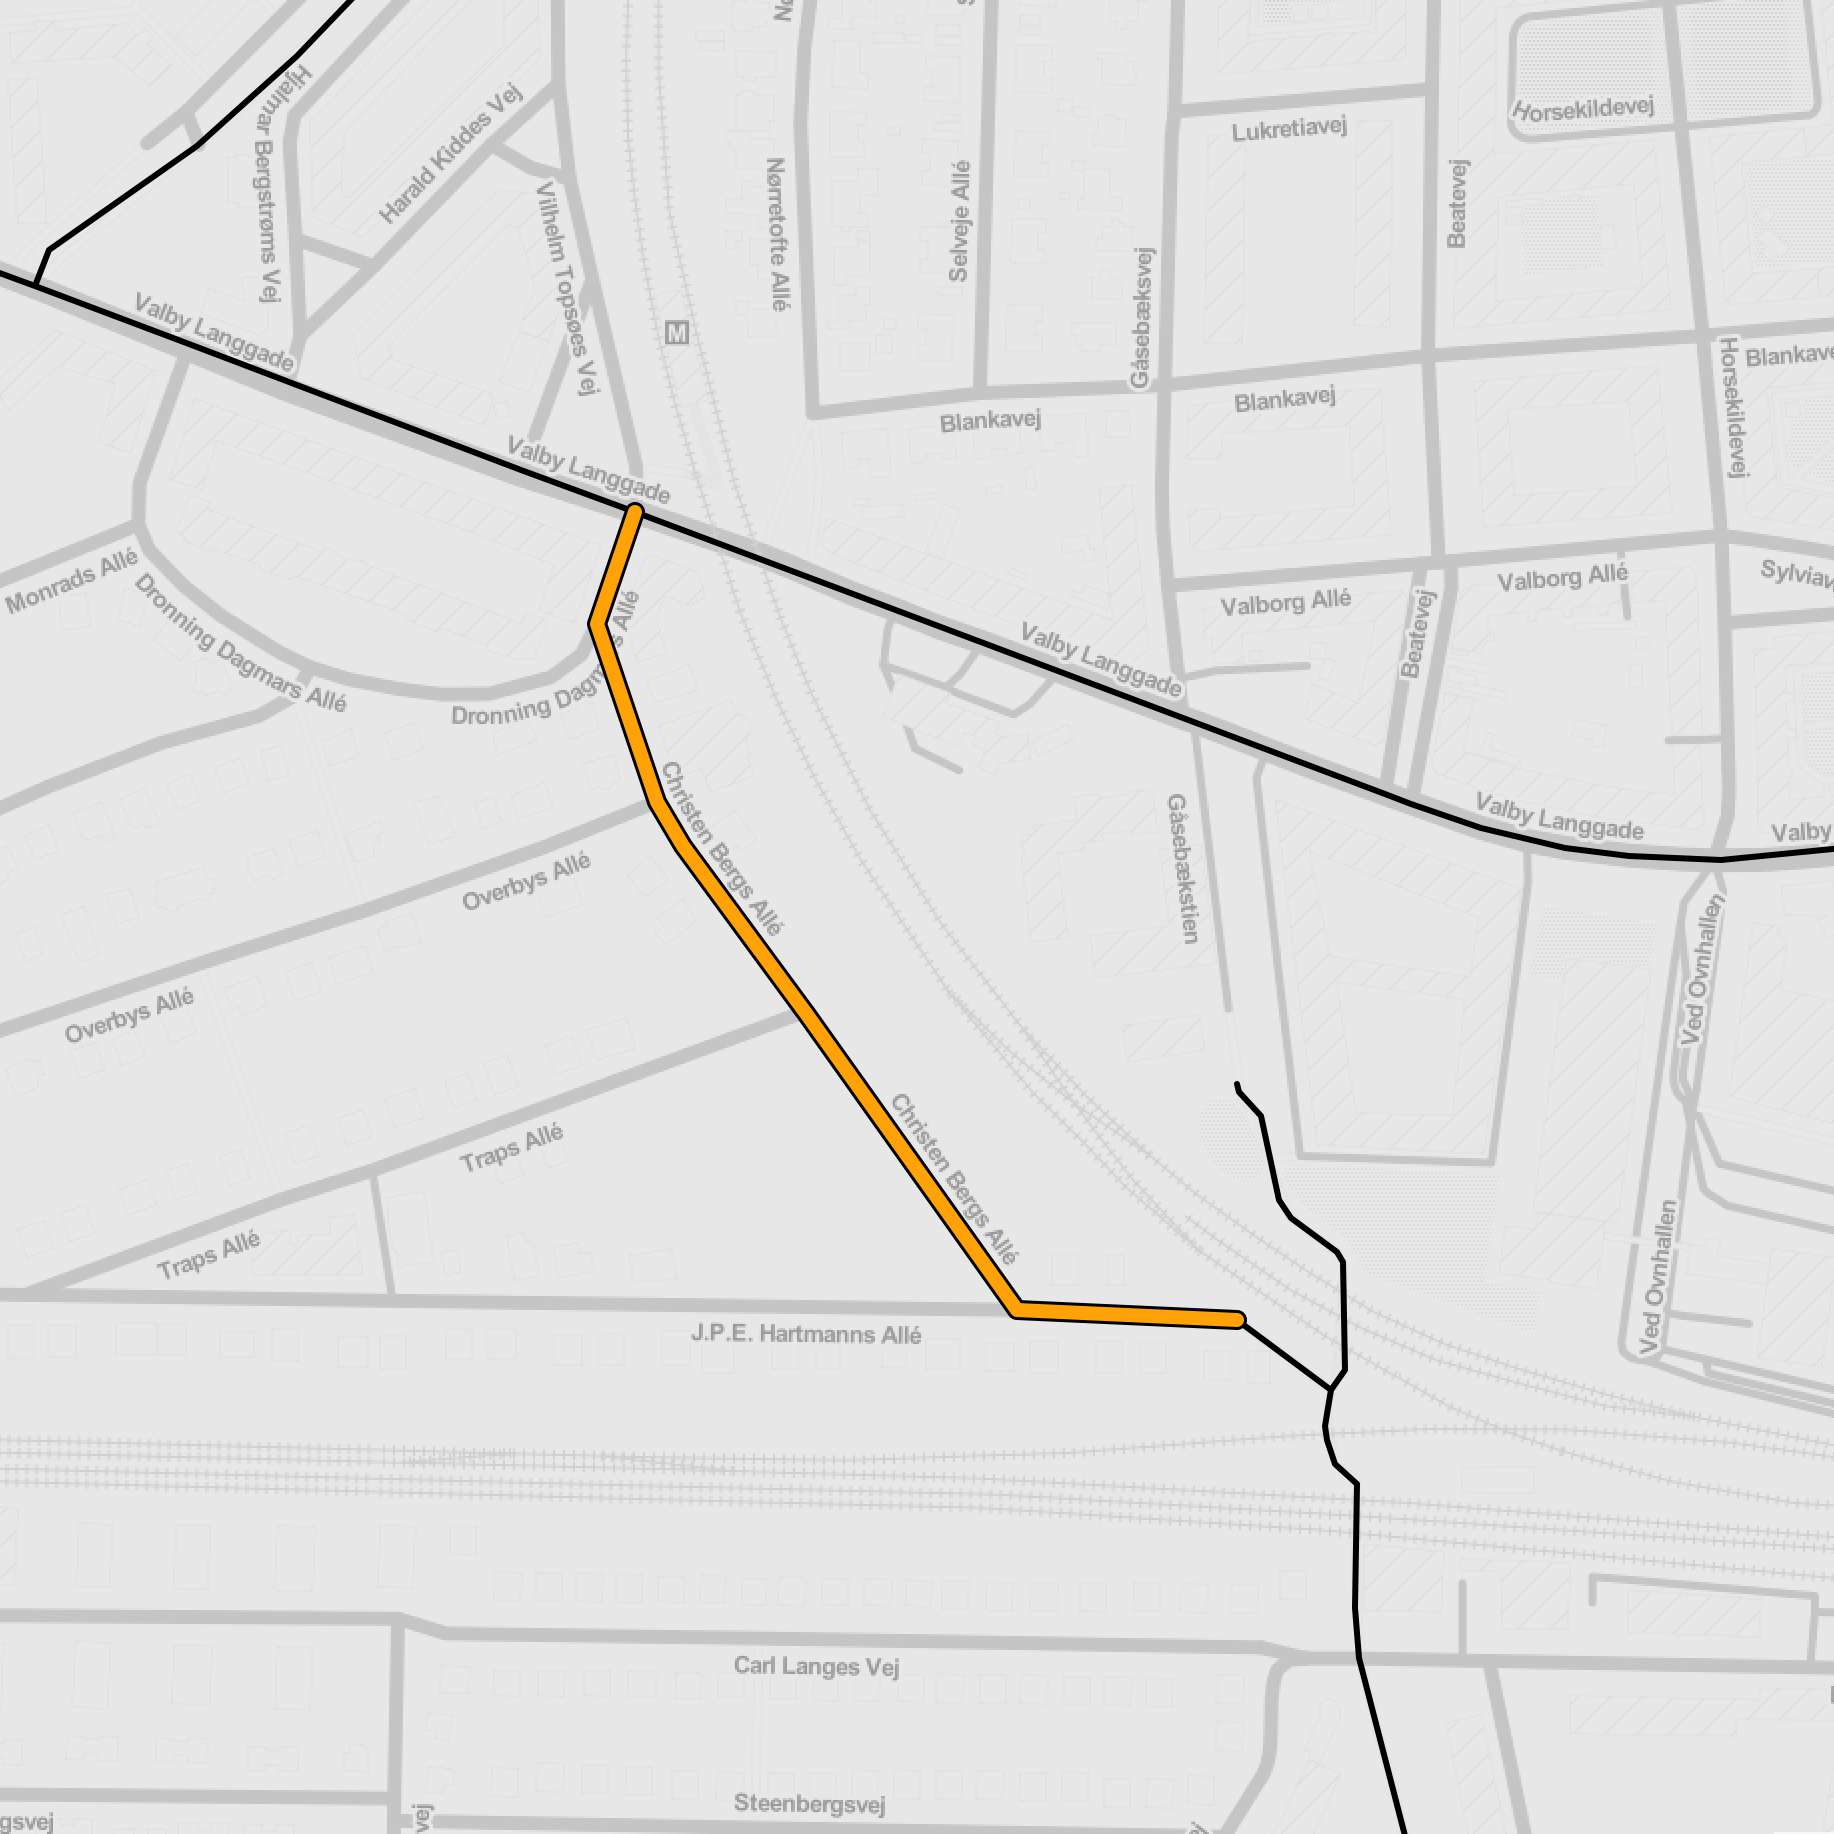 Hjalmar Bergstrøms Vej
Harald Kiddes Vej
Vilhelm Topsøes Vej
Nørretofte Allé
Selveje Allé
Gåsebæksvej
Lukretiavej
Beatevej
Horsekildevej
Horsekildevej
M
Blankavej
Blankavej
Blankave
Valby Langgade
Valby Langgade
Valby Langgade
Valby Langgade
Valby
Valborg Allé
Valborg Allé
Sylviav
Beatevej
Monrads Allé
Dronning Dagmars Allé
Dronning Dagmars Allé
Christen Bergs Allé
Christen Bergs Allé
Gåsebækstien
Ved Ovnhallen
Ved Ovnhallen
Overbys Allé
Overbys Allé
Traps Allé
Traps Allé
J.P.E. Hartmanns Allé
Carl Langes Vej
Steenbergsvej
gsvej
vej